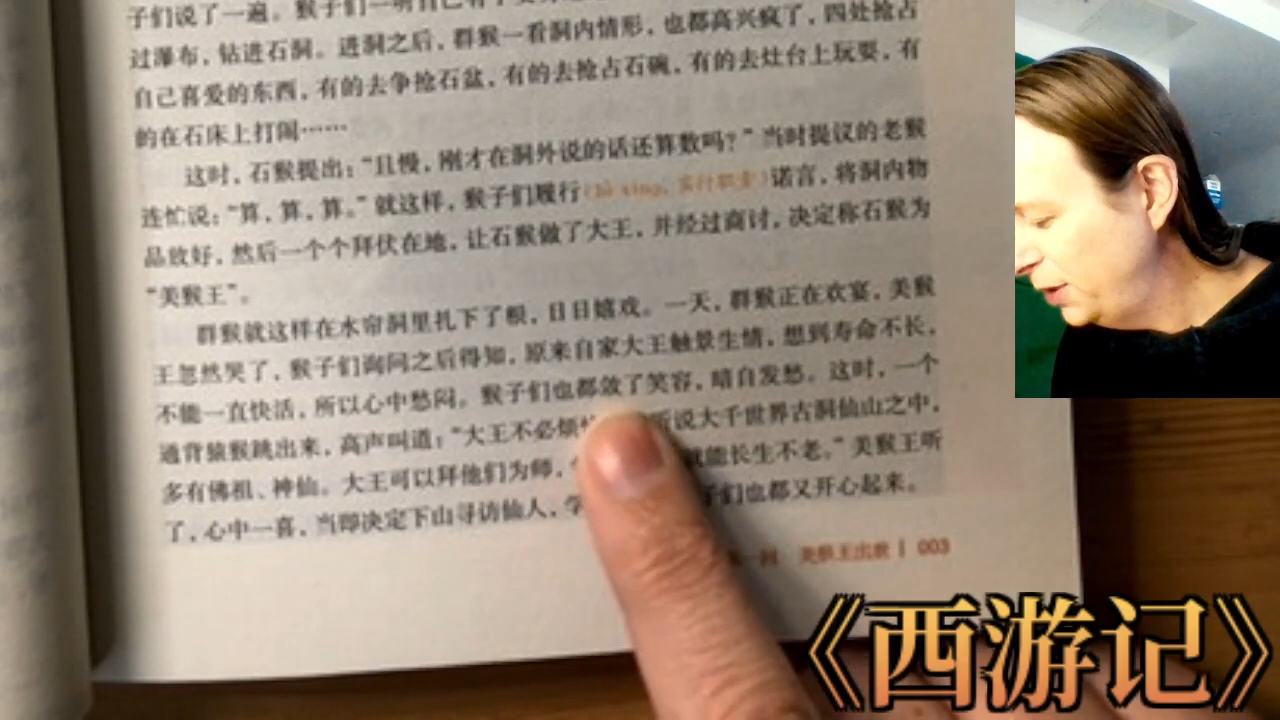 子们说了一遍。猴子们一听自己有了
过瀑布，钻进石洞。进洞之后，群猴一看洞内情形，也都高兴疯了，四处抢占
自己喜爱的东西，有的去争抢石盆，有的去抢占石碗，有的去灶台上玩耍，有
的在石床上打闹……
这时，石猴提出：“且慢，刚才在洞外说的话还算数吗？”当时提议的老猴
连忙说：“算，算，算。”就这样，猴子们履行（lǚ xíng，实行职责）诺言，将洞内物
品放好，然后一个个拜伏在地，让石猴做了大王，并经过商讨，决定称石猴为
“美猴王”。
群猴就这样在水帘洞里扎下了根，日日嬉戏。一天，群猴正在欢宴，美猴
王忽然哭了，猴子们询问之后得知，原来自家大王触景生情，想到寿命不长，
不能一直快活，所以心中愁闷。猴子们也都敛了笑容，暗自发愁。这时，一个
通背猿猴跳出来，高声叫道：“大王不必烦 听说大千世界古洞仙山之中，
多有佛祖、神仙。大王可以拜他们为师， 就能长生不老。”美猴王听
了，心中一喜，当即决定下山寻访仙人，学 子们也都又开心起来。
第一回 美猴王出世 | 003
《西游记》